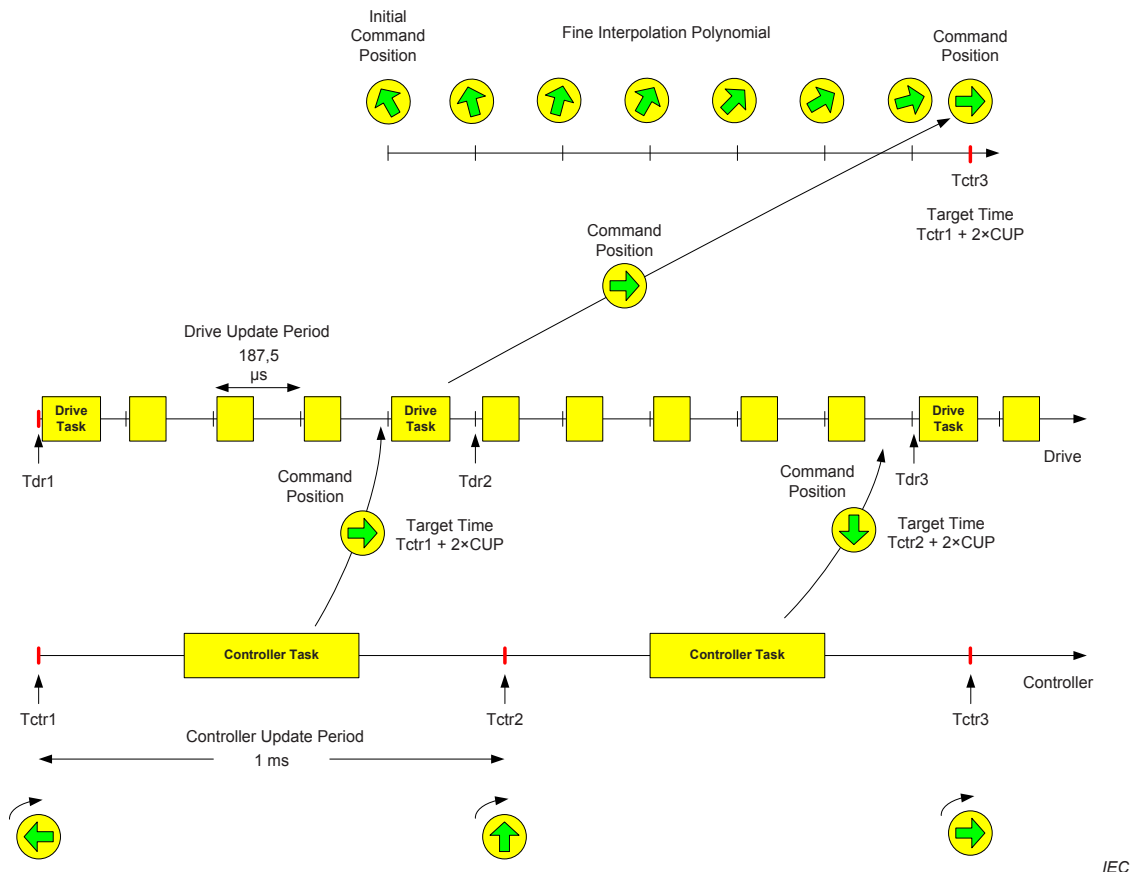 Initial
Command
Position
Fine Interpolation Polynomial
Command
Position
Tctr3
Target Time
Tctr1 + 2×CUP
Command
Position
Drive Update Period
187,5
µs
Drive
Task
Drive
Task
Drive
Task
Drive
Tdr1
Tdr2
Tdr3
Command
Position
Target Time
Tctr1 + 2×CUP
Command
Position
Target Time
Tctr2 + 2×CUP
Controller Task
Controller Task
Controller
Tctr1
Tctr2
Tctr3
Controller Update Period
1 ms
IEC